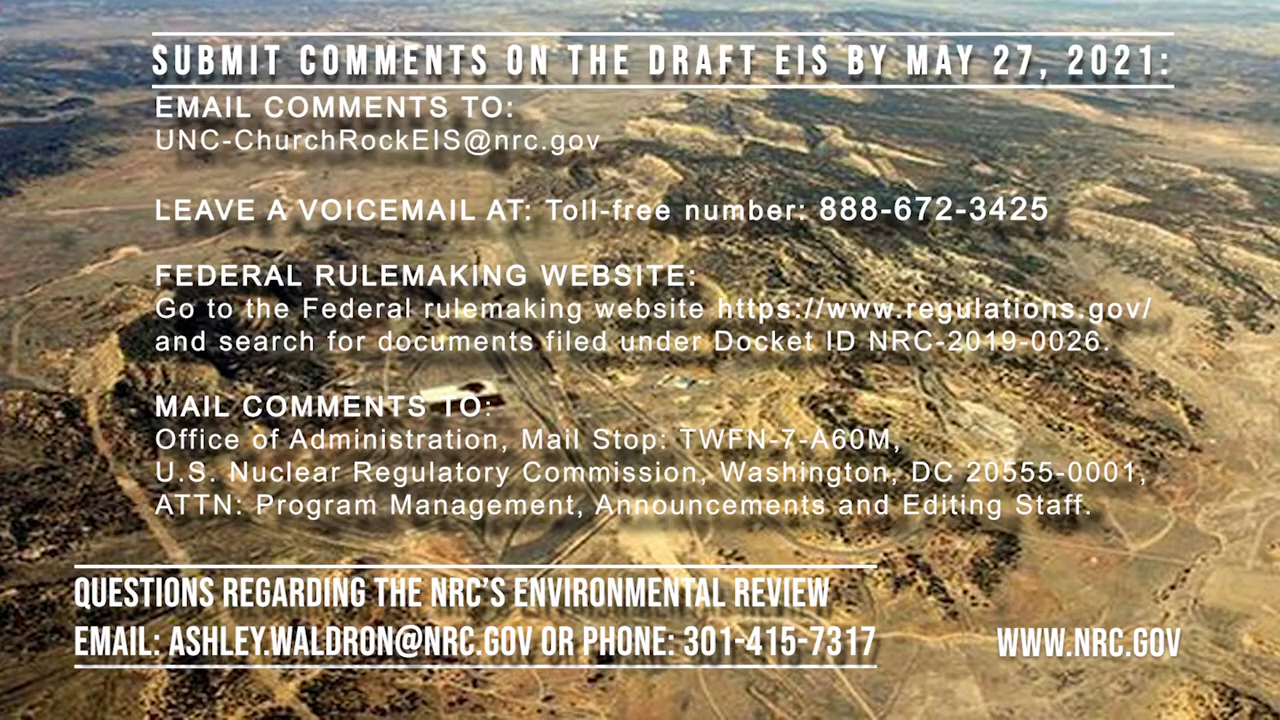 SUBMIT COMMENTS ON THE DRAFT EIS BY MAY 27, 2021:
EMAIL COMMENTS TO:
UNC-ChurchRockEIS@nrc.gov
LEAVE A VOICEMAIL AT: Toll-free number: 888-672-3425
FEDERAL RULEMAKING WEBSITE:
Go to the Federal rulemaking website https://www.regulations.gov/
and search for documents filed under Docket ID NRC-2019-0026.
MAIL COMMENTS TO:
Office of Administration, Mail Stop: TWFN-7-A60M,
U.S. Nuclear Regulatory Commission, Washington, DC 20555-0001,
ATTN: Program Management, Announcements and Editing Staff.
QUESTIONS REGARDING THE NRC'S ENVIRONMENTAL REVIEW
EMAIL: ASHLEY.WALDRON@NRC.GOV OR PHONE: 301-415-7317
WWW.NRC.GOV